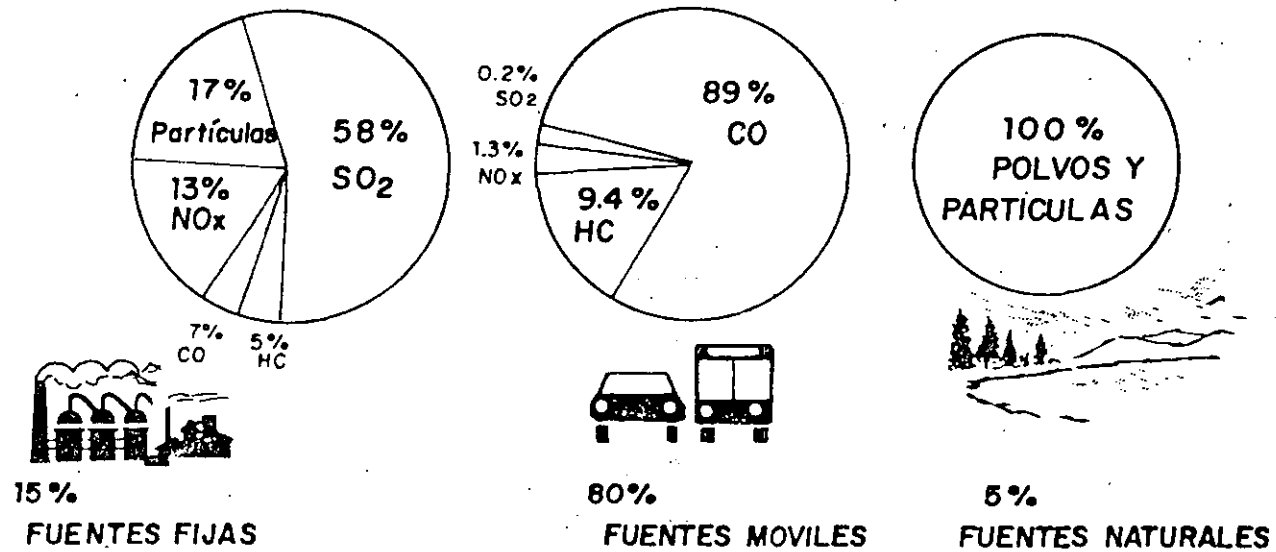 17%
Partículas
58%
SO2
13%
NOx
7%
CO
5%
HC
15%
FUENTES FIJAS
0.2%
SO2
89%
CO
1.3%
NOx
9.4%
HC
80%
FUENTES MOVILES
100%
POLVOS Y
PARTICULAS
5%
FUENTES NATURALES